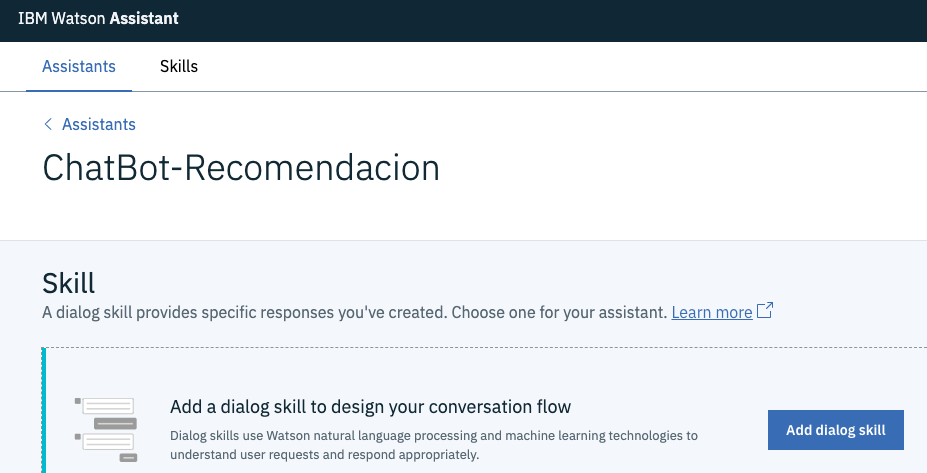 IBM Watson Assistant
Assistants Skills
Assistants
ChatBot-Recomendacion
Skill
A dialog skill provides specific responses you've created. Choose one for your assistant. Learn more
Add a dialog skill to design your conversation flow
Dialog skills use Watson natural language processing and machine learning technologies to
understand user requests and respond appropriately.
Add dialog skill